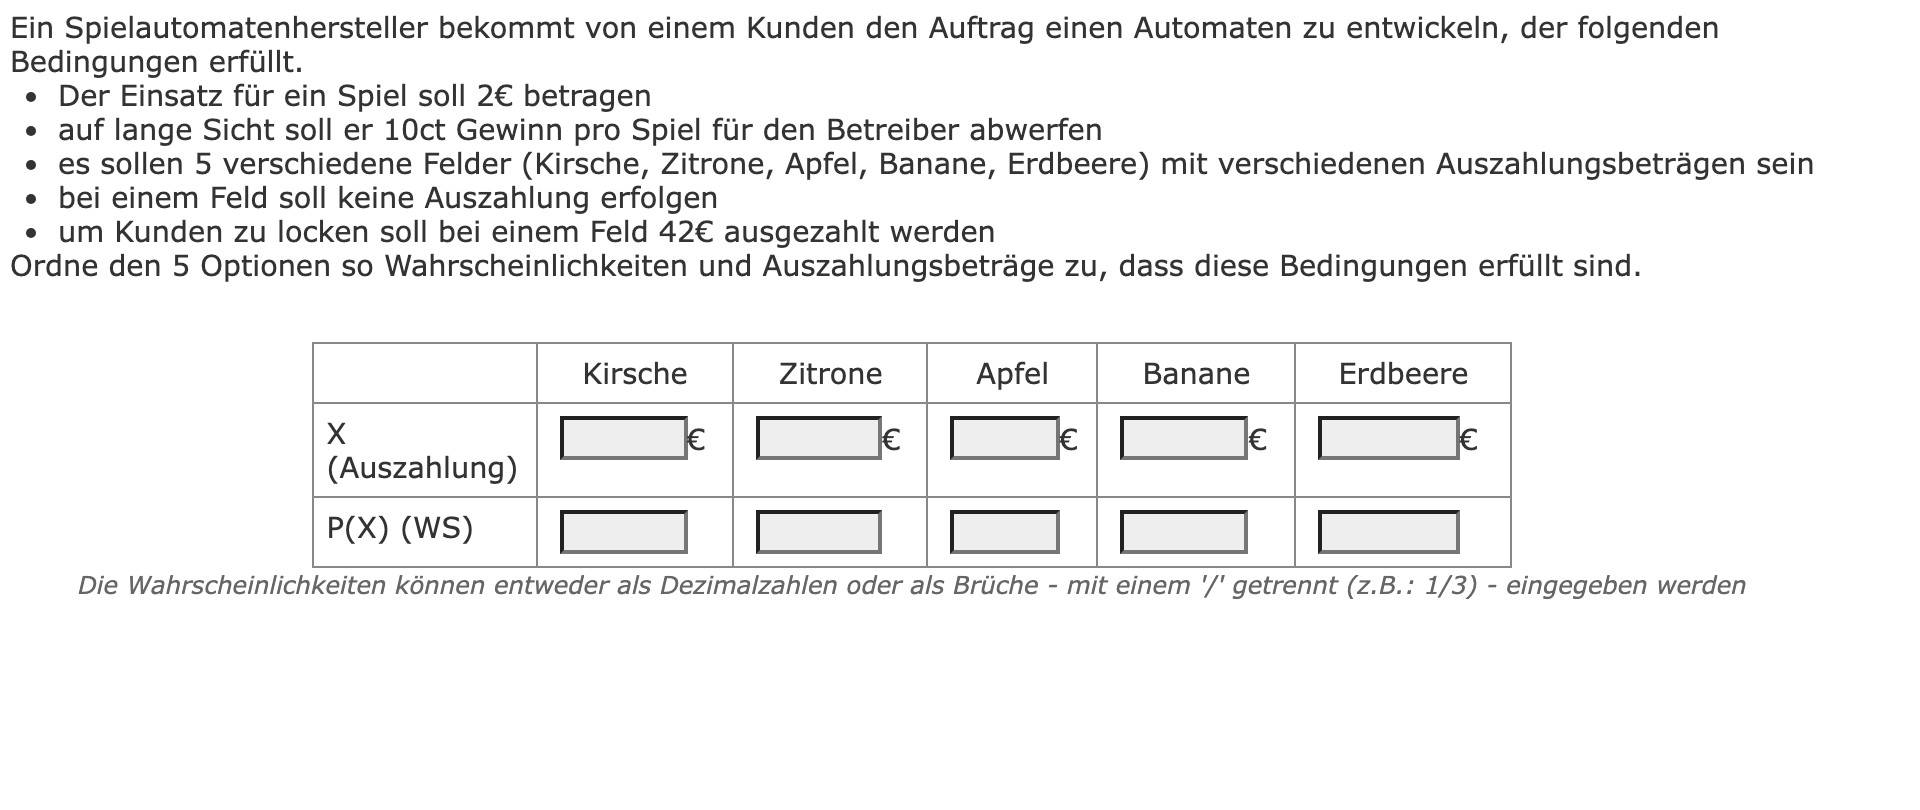 Ein Spielautomatenhersteller bekommt von einem Kunden den Auftrag einen Automaten zu entwickeln, der folgenden
Bedingungen erfüllt.
• Der Einsatz für ein Spiel soll 2€ betragen
• auf lange Sicht soll er 10ct Gewinn pro Spiel für den Betreiber abwerfen
• es sollen 5 verschiedene Felder (Kirsche, Zitrone, Apfel, Banane, Erdbeere) mit verschiedenen Auszahlungsbeträgen sein
• bei einem Feld soll keine Auszahlung erfolgen
• um Kunden zu locken soll bei einem Feld 42€ ausgezahlt werden
Ordne den 5 Optionen so Wahrscheinlichkeiten und Auszahlungsbeträge zu, dass diese Bedingungen erfüllt sind.
Kirsche Zitrone Apfel Banane Erdbeere
X € € € € €
(Auszahlung)
P(X) (WS)
Die Wahrscheinlichkeiten können entweder als Dezimalzahlen oder als Brüche - mit einem '/' getrennt (z.B.: 1/3) - eingegeben werden